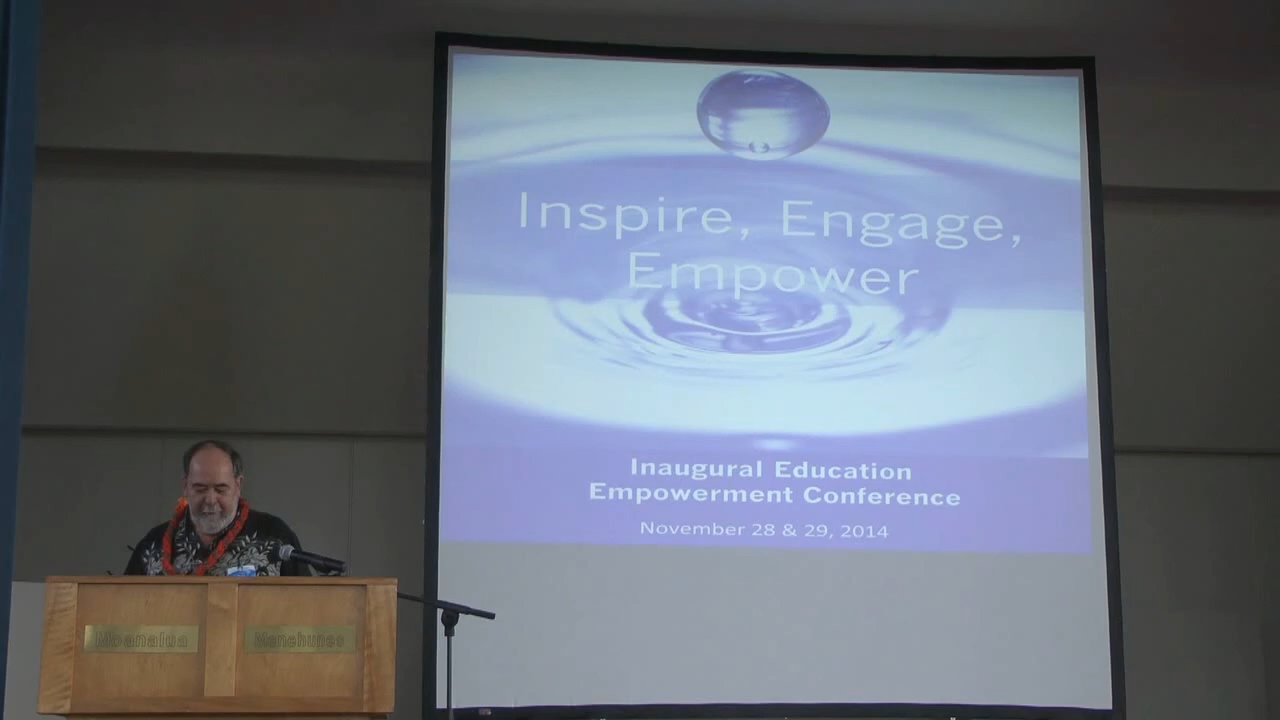 Inspire, Engage,
Empower
Inaugural Education
Empowerment Conference
November 28 & 29, 2014
Moanalua
Menehunes